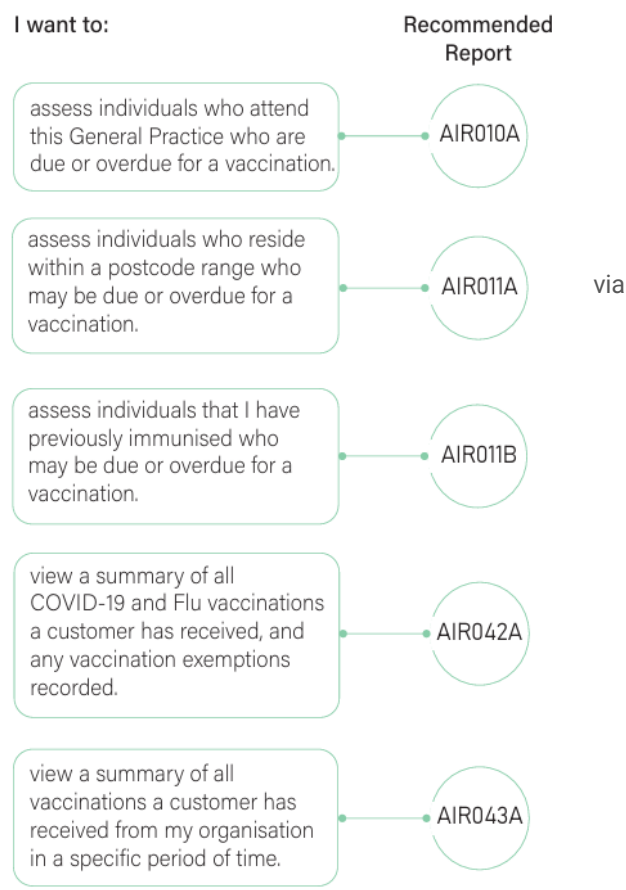 I want to:
Recommended
Report
assess individuals who attend
this General Practice who are
due or overdue for a vaccination.
AIR010A
assess individuals who reside
within a postcode range who
may be due or overdue for a
vaccination.
AIR011A
via
assess individuals that I have
previously immunised who
may be due or overdue for a
vaccination.
AIR011B
view a summary of all
COVID-19 and Flu vaccinations
a customer has received, and
any vaccination exemptions
recorded.
AIR042A
view a summary of all
vaccinations a customer has
received from my organisation
in a specific period of time.
AIR043A